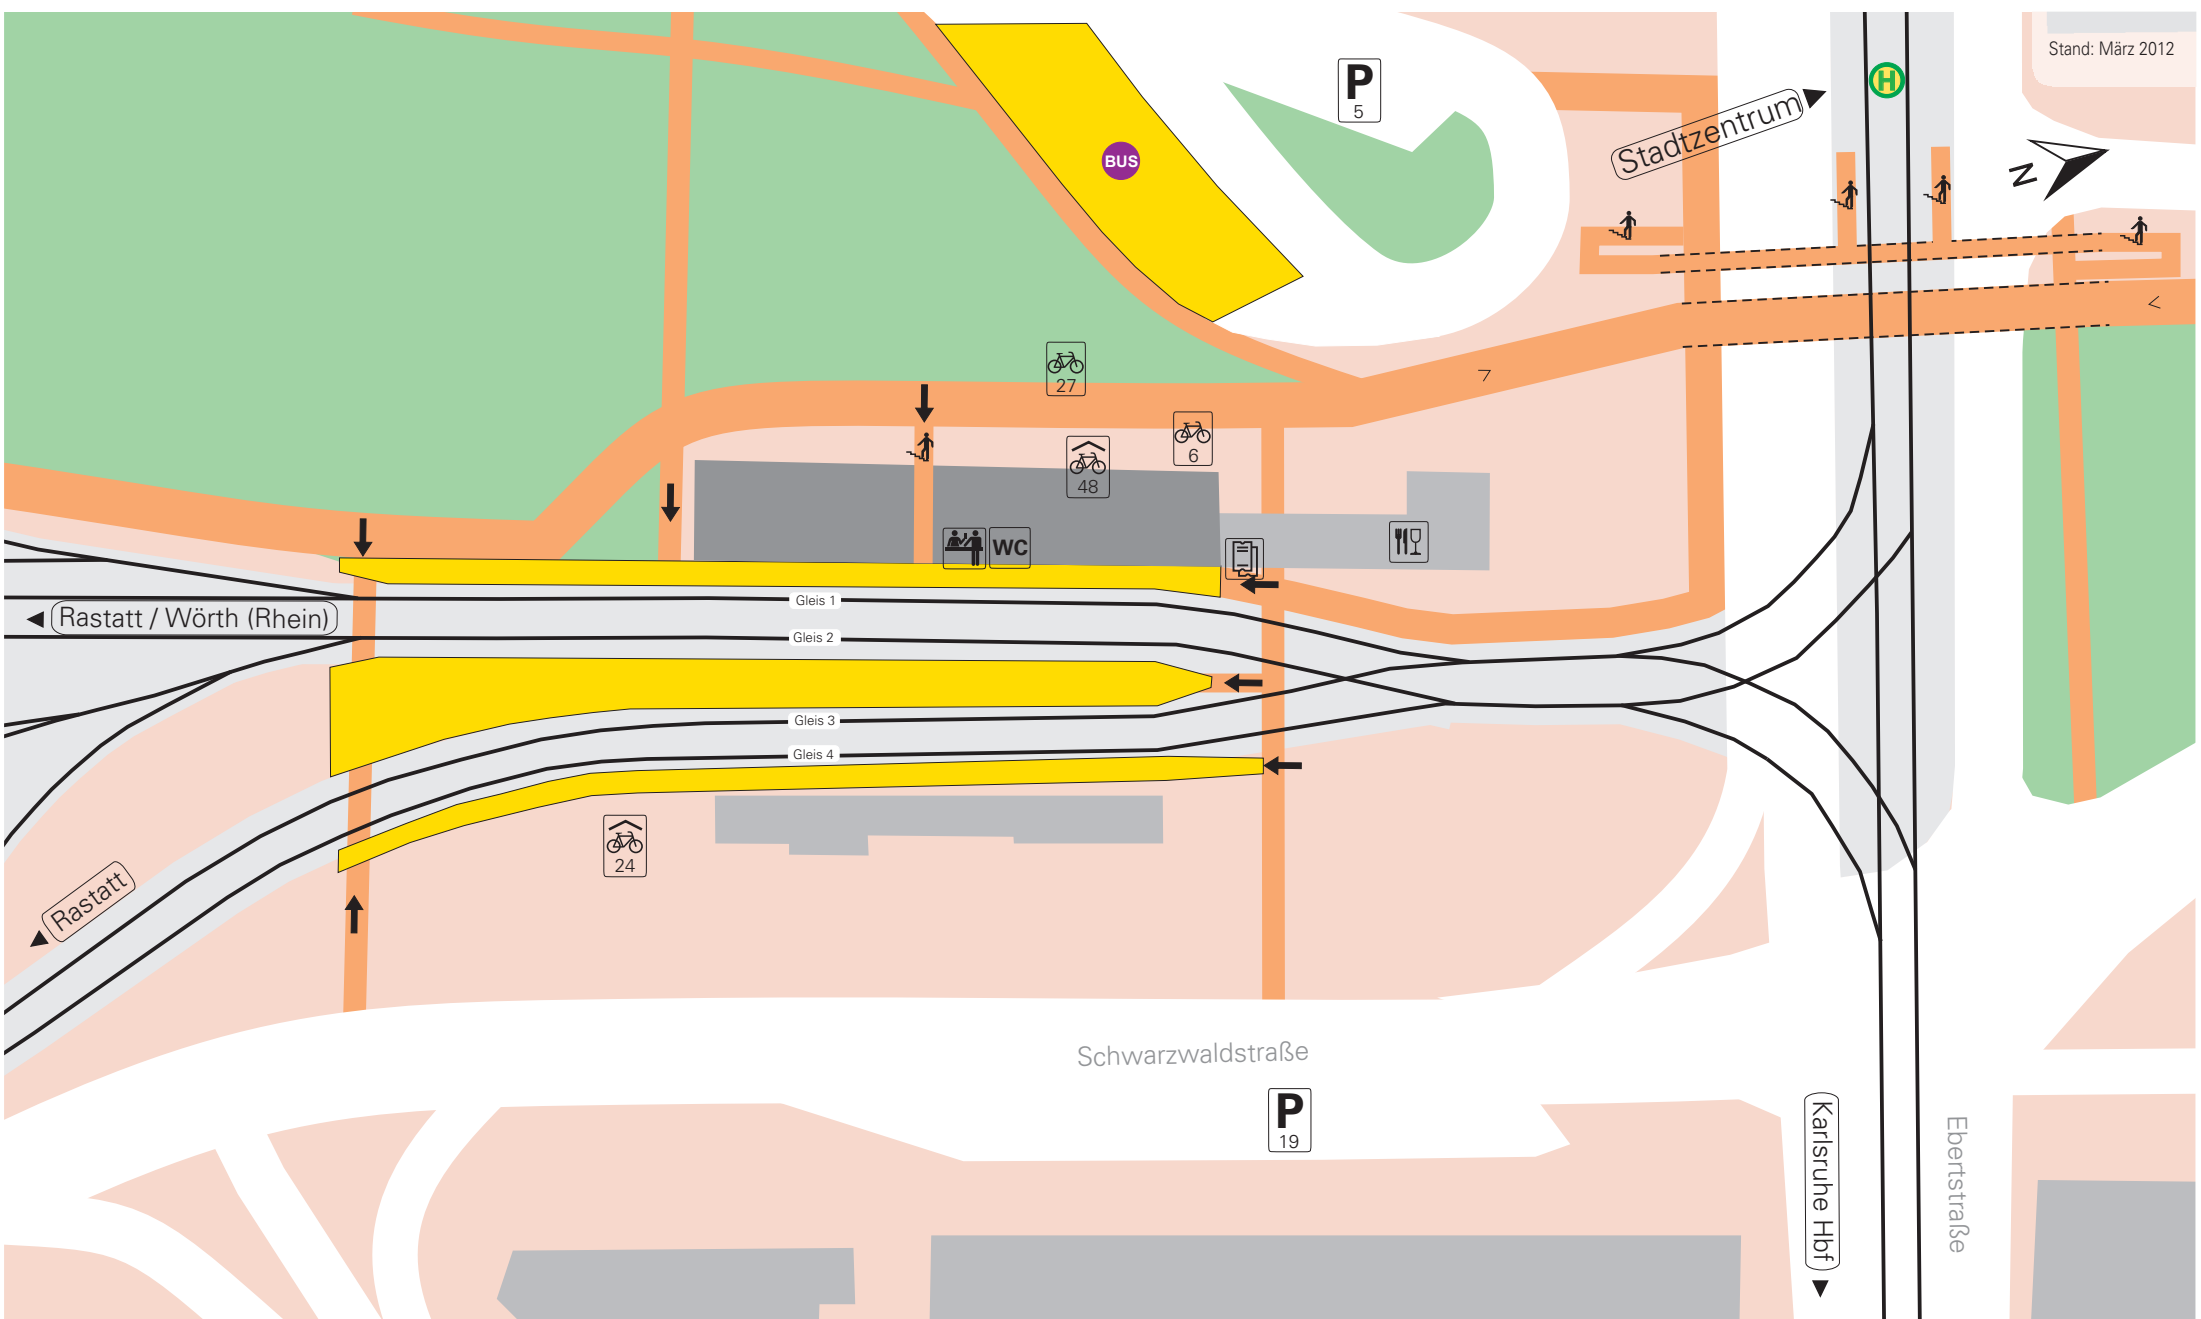 Stand: März 2012
P
5
H
Stadtzentrum
N
BUS
27
6
48
WC
Gleis 1
Rastatt / Wörth (Rhein)
Gleis 2
Gleis 3
Gleis 4
24
Rastatt
Schwarzwaldstraße
P
19
Karlsruhe Hbf
Ebertstraße